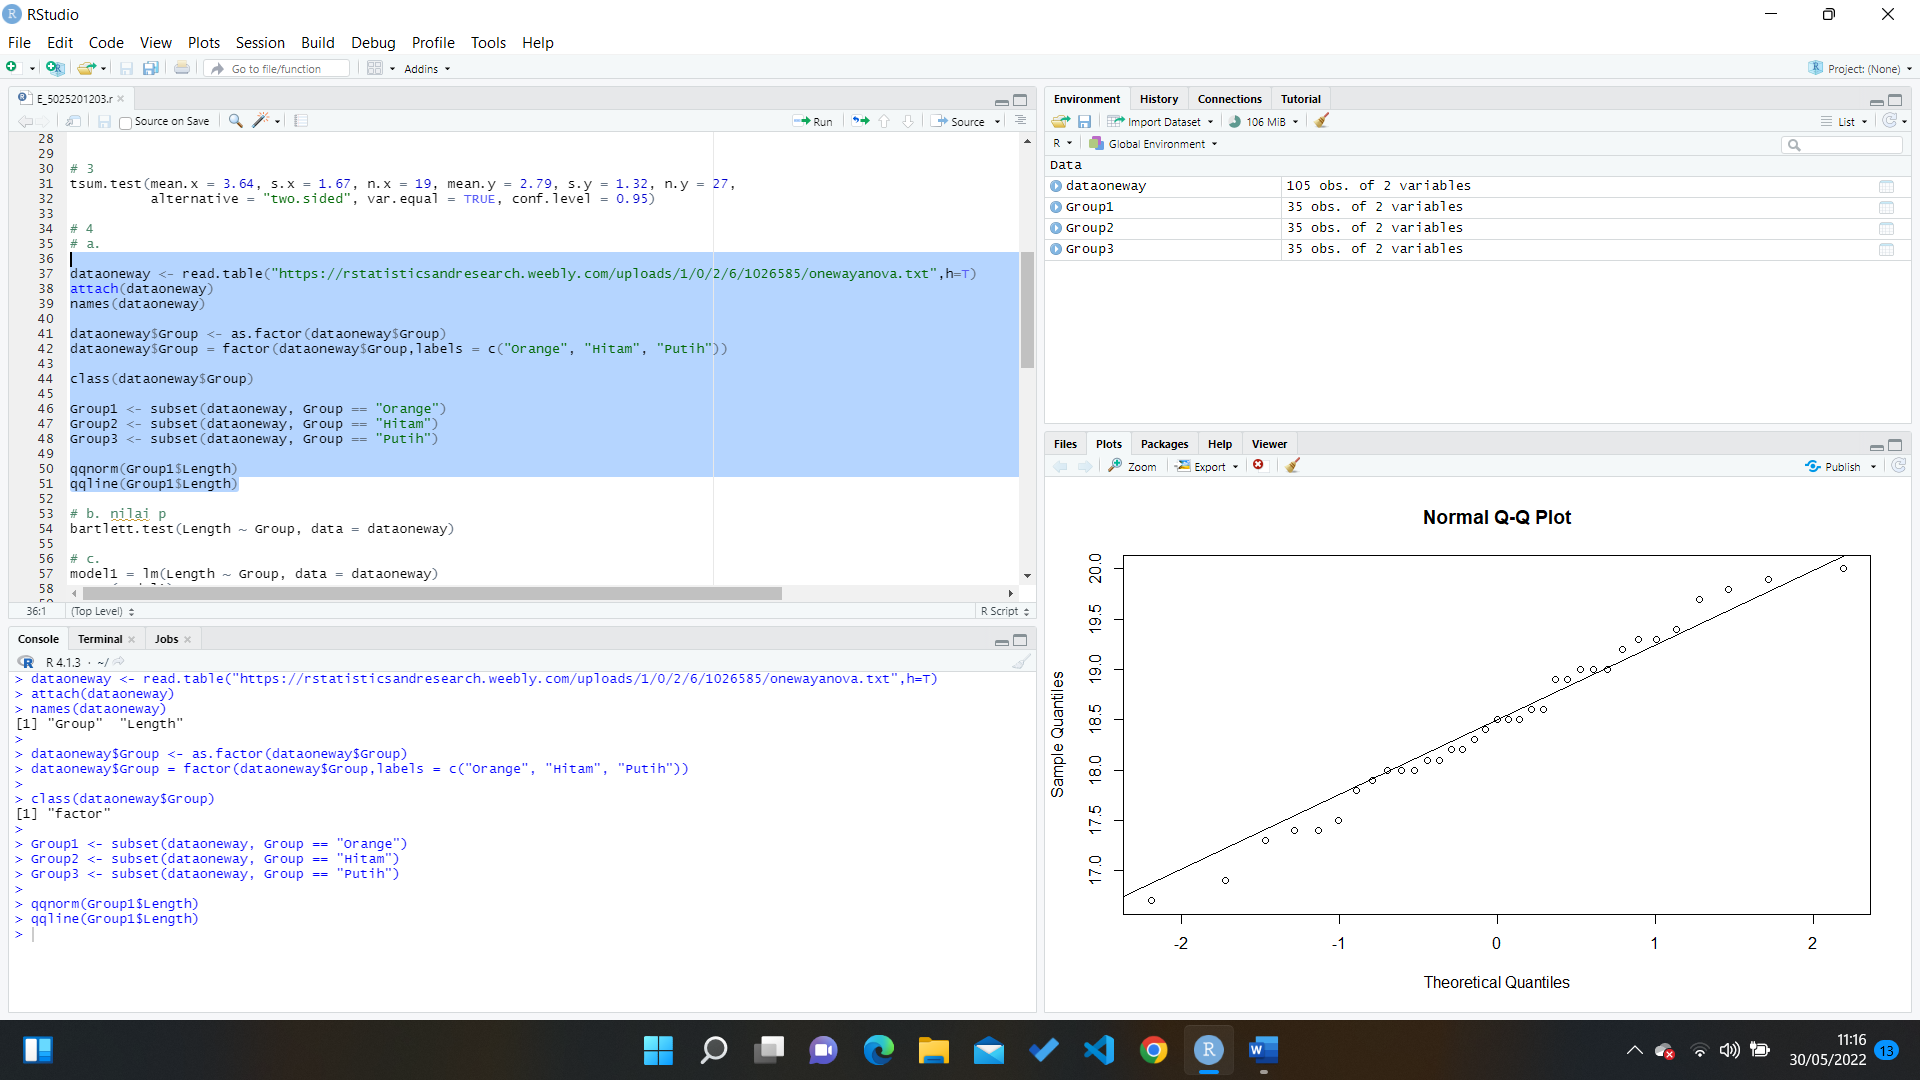 RStudio
File Edit Code View Plots Session Build Debug Profile Tools Help
Go to file/function Addins Project: (None)
E_5025201203.r
Source on Save Run Source
28
29
30 # 3
31 tsum.test(mean.x = 3.64, s.x = 1.67, n.x = 19, mean.y = 2.79, s.y = 1.32, n.y = 27,
32 alternative = "two.sided", var.equal = TRUE, conf.level = 0.95)
33
34 # 4
35 # a.
36
37 dataoneway <- read.table("https://rstatisticsandresearch.weebly.com/uploads/1/0/2/6/1026585/onewayanova.txt",h=T)
38 attach(dataoneway)
39 names(dataoneway)
40
41 dataoneway$Group <- as.factor(dataoneway$Group)
42 dataoneway$Group = factor(dataoneway$Group,labels = c("Orange", "Hitam", "Putih"))
43
44 class(dataoneway$Group)
45
46 Group1 <- subset(dataoneway, Group == "Orange")
47 Group2 <- subset(dataoneway, Group == "Hitam")
48 Group3 <- subset(dataoneway, Group == "Putih")
49
50 qqnorm(Group1$Length)
51 qqline(Group1$Length)
52
53 # b. nilai p
54 bartlett.test(Length ~ Group, data = dataoneway)
55
56 # c.
57 model1 = lm(Length ~ Group, data = dataoneway)
58
36:1 (Top Level) R Script
Console Terminal Jobs
R 4.1.3 · ~/
> dataoneway <- read.table("https://rstatisticsandresearch.weebly.com/uploads/1/0/2/6/1026585/onewayanova.txt",h=T)
> attach(dataoneway)
> names(dataoneway)
[1] "Group" "Length"
>
> dataoneway$Group <- as.factor(dataoneway$Group)
> dataoneway$Group = factor(dataoneway$Group,labels = c("Orange", "Hitam", "Putih"))
>
> class(dataoneway$Group)
[1] "factor"
>
> Group1 <- subset(dataoneway, Group == "Orange")
> Group2 <- subset(dataoneway, Group == "Hitam")
> Group3 <- subset(dataoneway, Group == "Putih")
>
> qqnorm(Group1$Length)
> qqline(Group1$Length)
>
Environment History Connections Tutorial
Import Dataset 106 MiB List
R Global Environment
Data
dataoneway 105 obs. of 2 variables
Group1 35 obs. of 2 variables
Group2 35 obs. of 2 variables
Group3 35 obs. of 2 variables
Files Plots Packages Help Viewer
Zoom Export Publish
Normal Q-Q Plot
Sample Quantiles
20.0
19.5
19.0
18.5
18.0
17.5
17.0
-2 -1 0 1 2
Theoretical Quantiles
11:16
30/05/2022
13